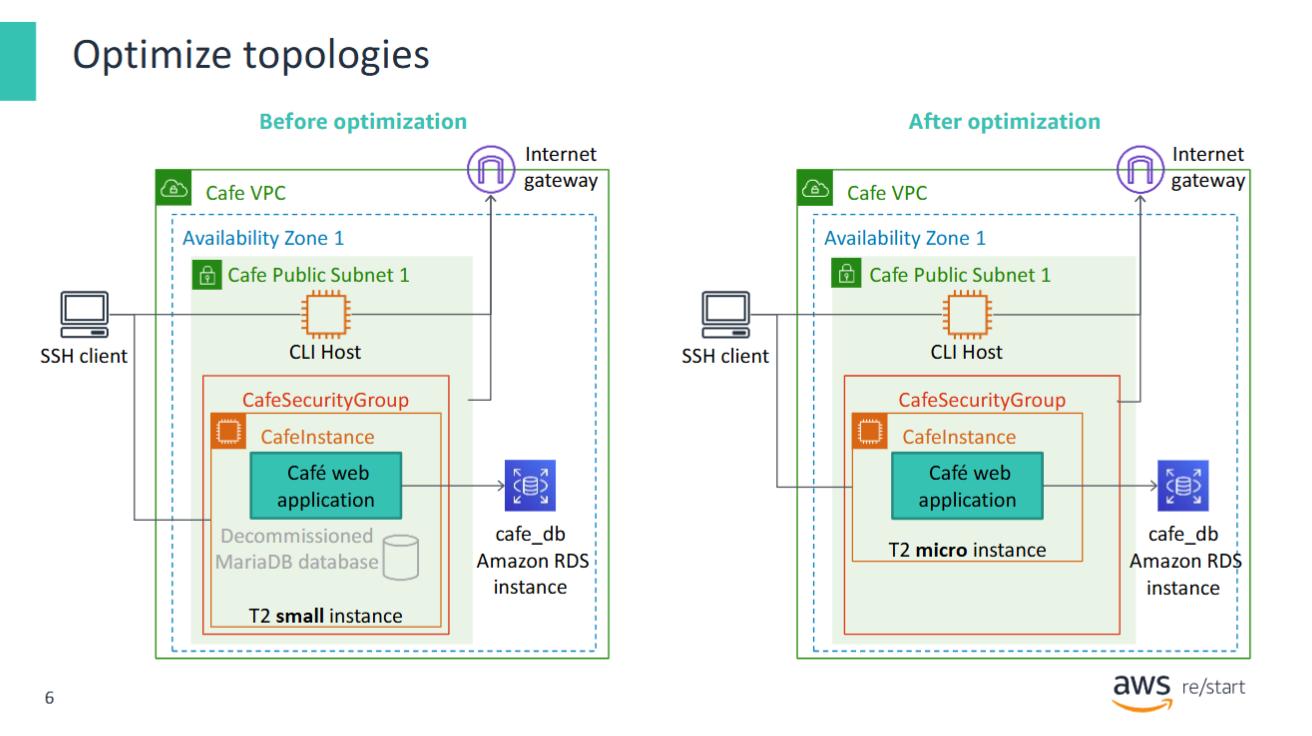 Optimize topologies
Before optimization
Internet
gateway
Cafe VPC
Availability Zone 1
Cafe Public Subnet 1
SSH client
CLI Host
CafeSecurityGroup
CafeInstance
Café web
application
Decommissioned
MariaDB database
T2 small instance
cafe_db
Amazon RDS
instance
After optimization
Internet
gateway
Cafe VPC
Availability Zone 1
Cafe Public Subnet 1
SSH client
CLI Host
CafeSecurityGroup
CafeInstance
Café web
application
T2 micro instance
cafe_db
Amazon RDS
instance
6
aws re/start